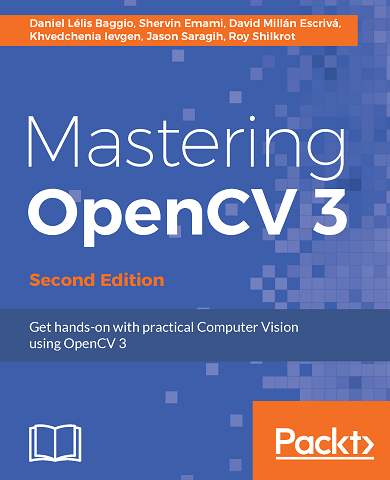 Daniel Lélis Baggio, Shervin Emami, David Millán Escrivá,
Khvedchenia Ievgen, Jason Saragih, Roy Shilkrot
Mastering
OpenCV 3
Second Edition
Get hands-on with practical Computer Vision
using OpenCV 3
Packt>